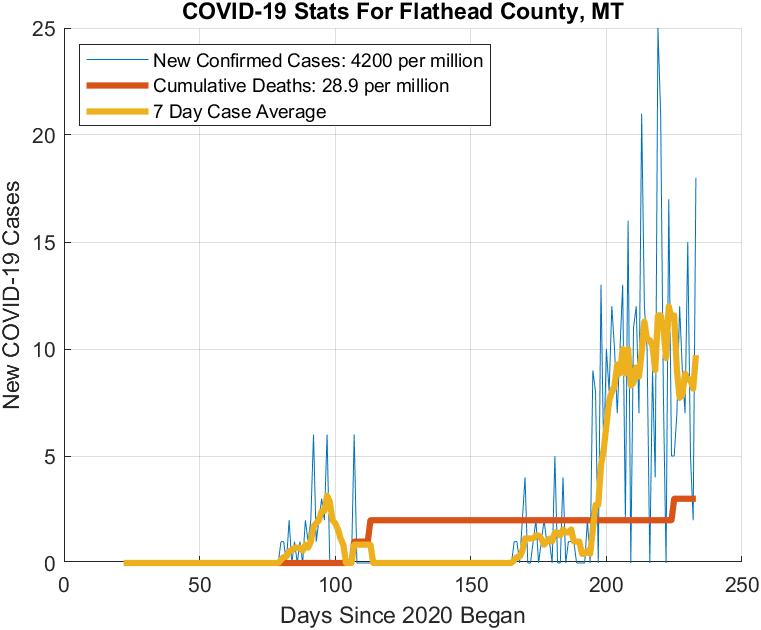 COVID-19 Stats For Flathead County, MT
New Confirmed Cases: 4200 per million
Cumulative Deaths: 28.9 per million
7 Day Case Average
New COVID-19 Cases
25
20
15
10
5
0
0 50 100 150 200 250
Days Since 2020 Began